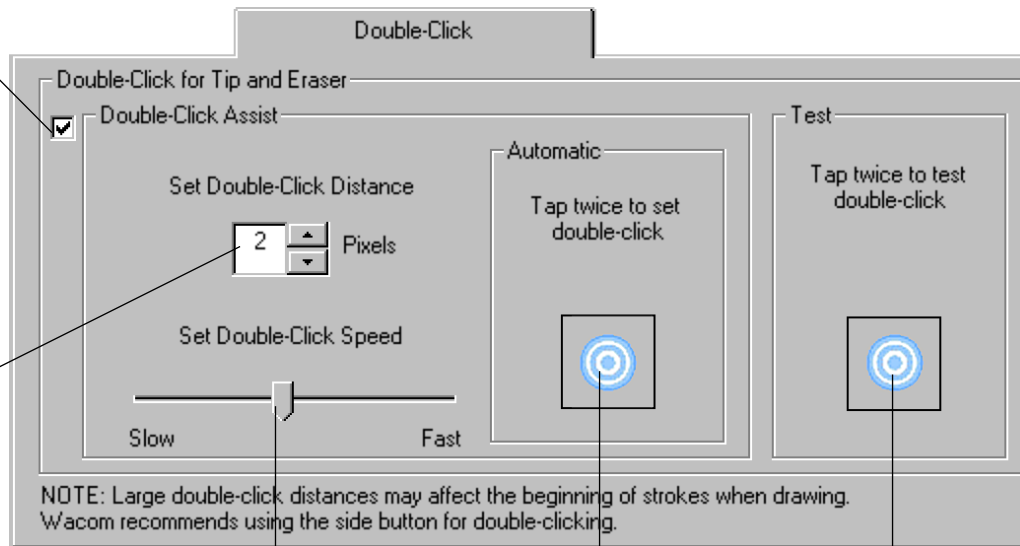 Double-Click
Double-Click for Tip and Eraser
Double-Click Assist
Set Double-Click Distance
2
Pixels
Set Double-Click Speed
Slow
Fast
Automatic
Tap twice to set
double-click
Test
Tap twice to test
double-click
NOTE: Large double-click distances may affect the beginning of strokes when drawing.
Wacom recommends using the side button for double-clicking.